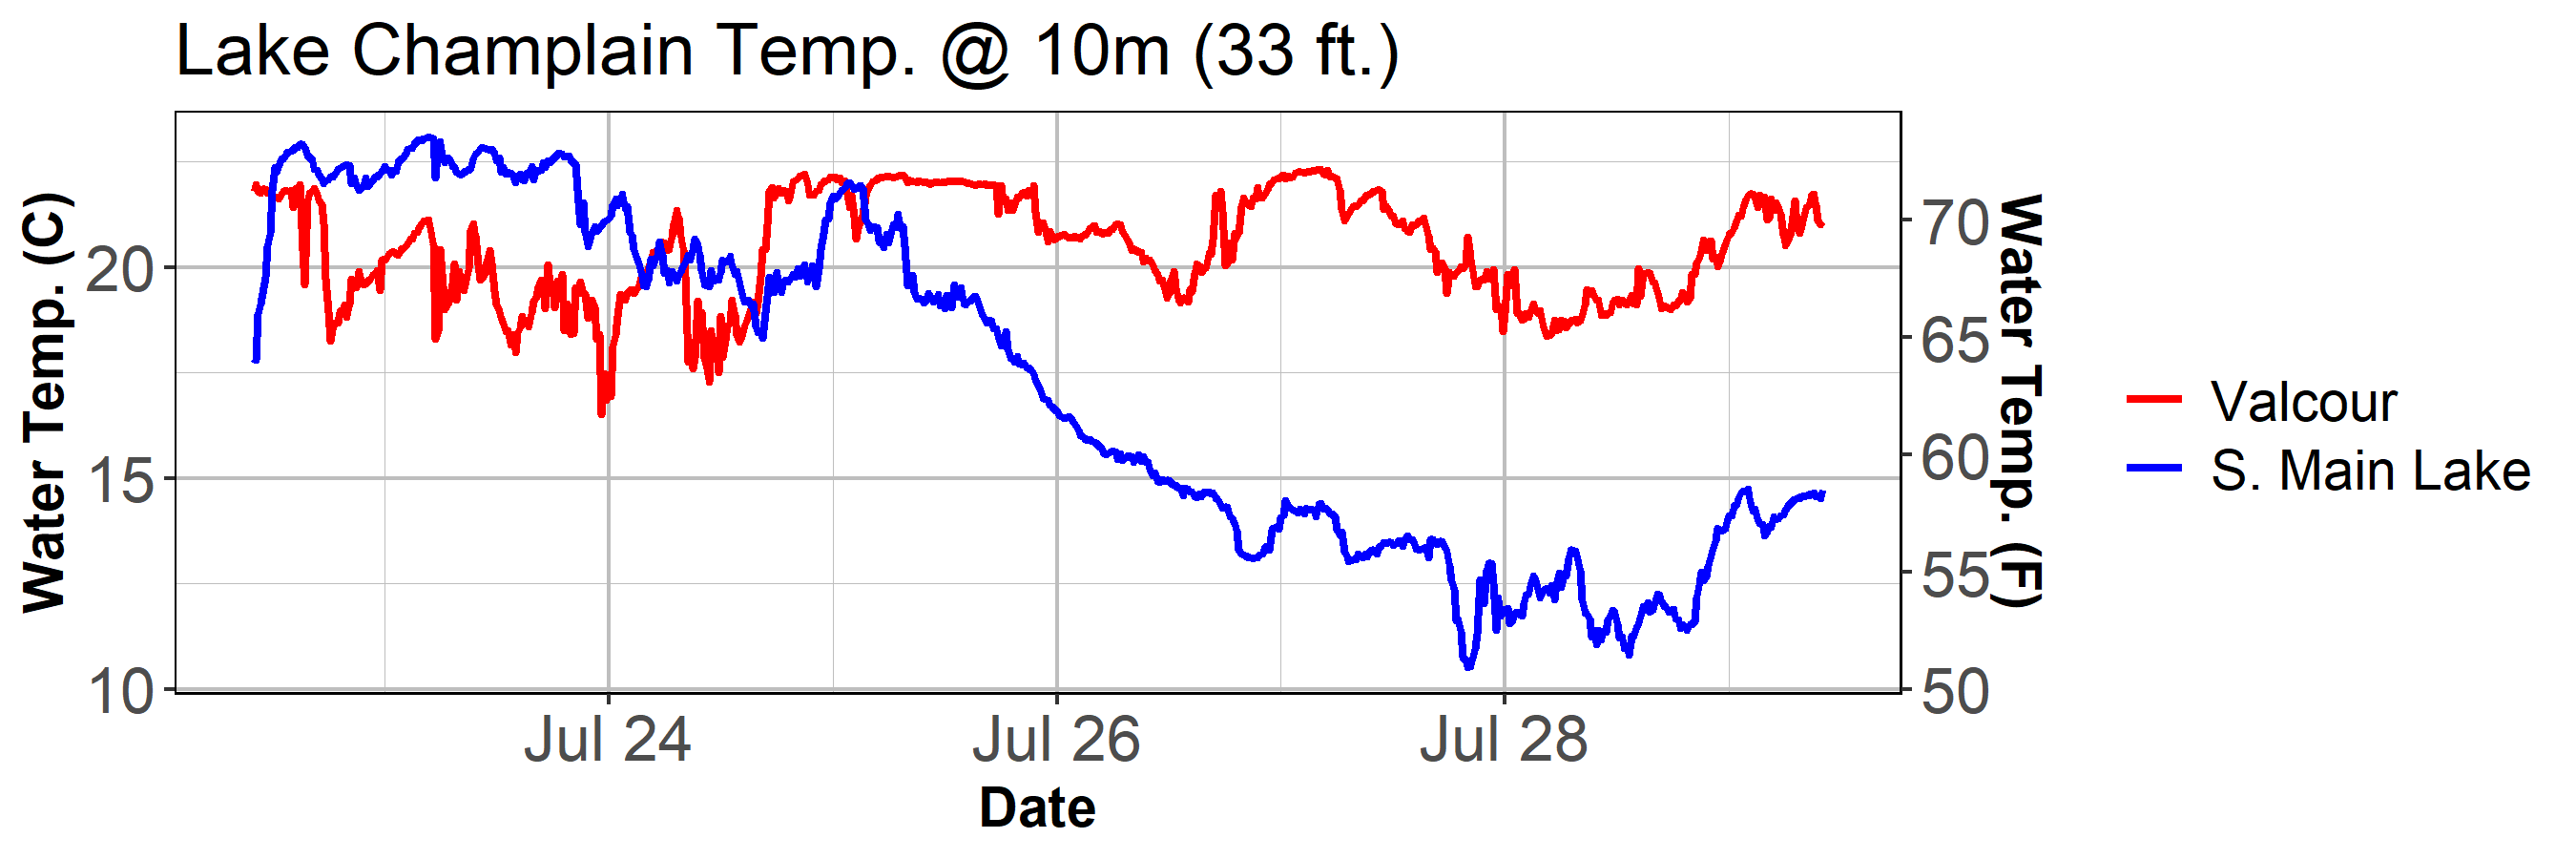 Lake Champlain Temp. @ 10m (33 ft.)
Water Temp. (C)
20
15
10
70
65
60
55
50
Water Temp. (F)
Jul 24
Jul 26
Jul 28
Date
Valcour
S. Main Lake